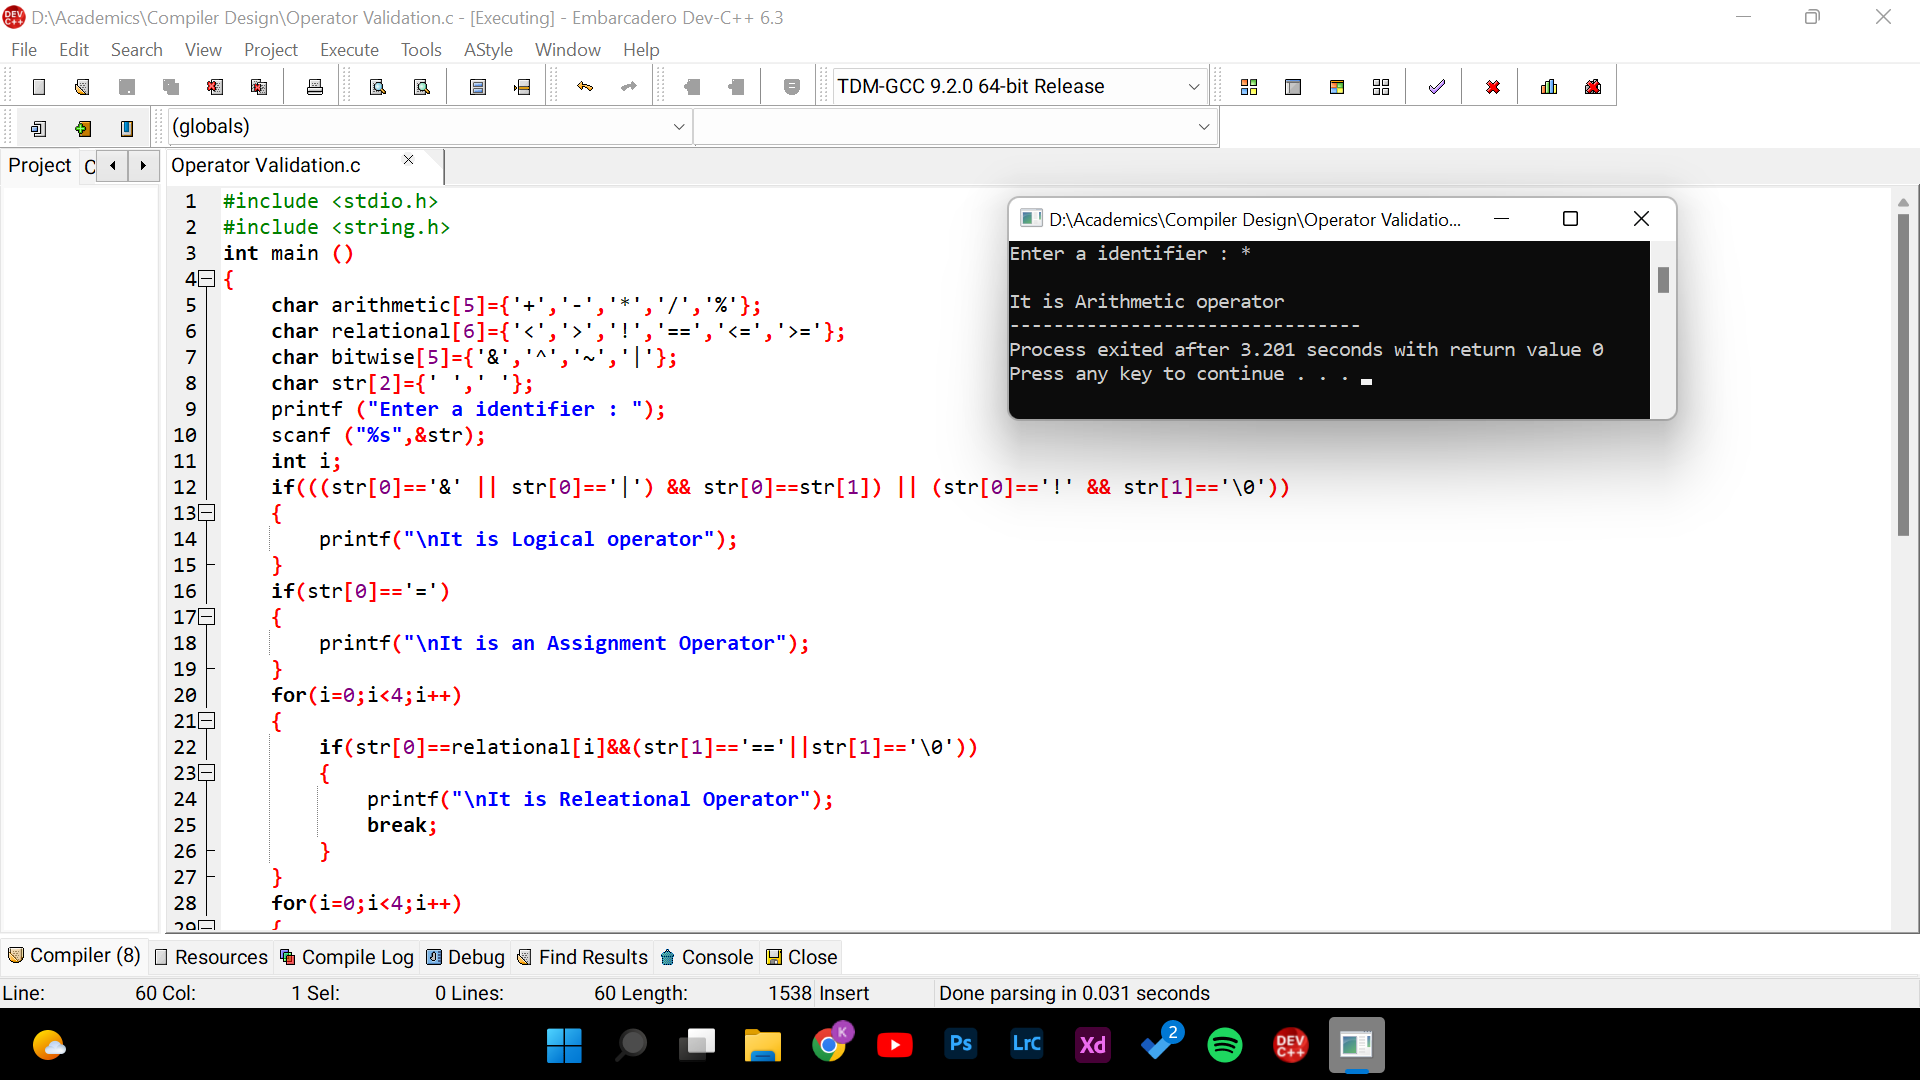 D:\Academics\Compiler Design\Operator Validation.c - [Executing] - Embarcadero Dev-C++ 6.3
File Edit Search View Project Execute Tools AStyle Window Help
TDM-GCC 9.2.0 64-bit Release
(globals)
Project C
Operator Validation.c
1 #include <stdio.h>
2 #include <string.h>
3 int main ()
4 {
5 char arithmetic[5]={'+','-','*','/','%'};
6 char relational[6]={'<','>','!','==','<=','>='};
7 char bitwise[5]={'&','^','~','|'};
8 char str[2]={' ',' '};
9 printf ("Enter a identifier : ");
10 scanf ("%s",&str);
11 int i;
12 if(((str[0]=='&' || str[0]=='|') && str[0]==str[1]) || (str[0]=='!' && str[1]=='\0'))
13 {
14 printf("\nIt is Logical operator");
15 }
16 if(str[0]=='=')
17 {
18 printf("\nIt is an Assignment Operator");
19 }
20 for(i=0;i<4;i++)
21 {
22 if(str[0]==relational[i]&&(str[1]=='=='||str[1]=='\0'))
23 {
24 printf("\nIt is Releational Operator");
25 break;
26 }
27 }
28 for(i=0;i<4;i++)
29 {
D:\Academics\Compiler Design\Operator Validatio...
Enter a identifier : *
It is Arithmetic operator
--------------------------------
Process exited after 3.201 seconds with return value 0
Press any key to continue . . .
Compiler (8) Resources Compile Log Debug Find Results Console Close
Line: 60 Col: 1 Sel: 0 Lines: 60 Length: 1538 Insert Done parsing in 0.031 seconds
K Ps LrC Xd 2 DEV C++